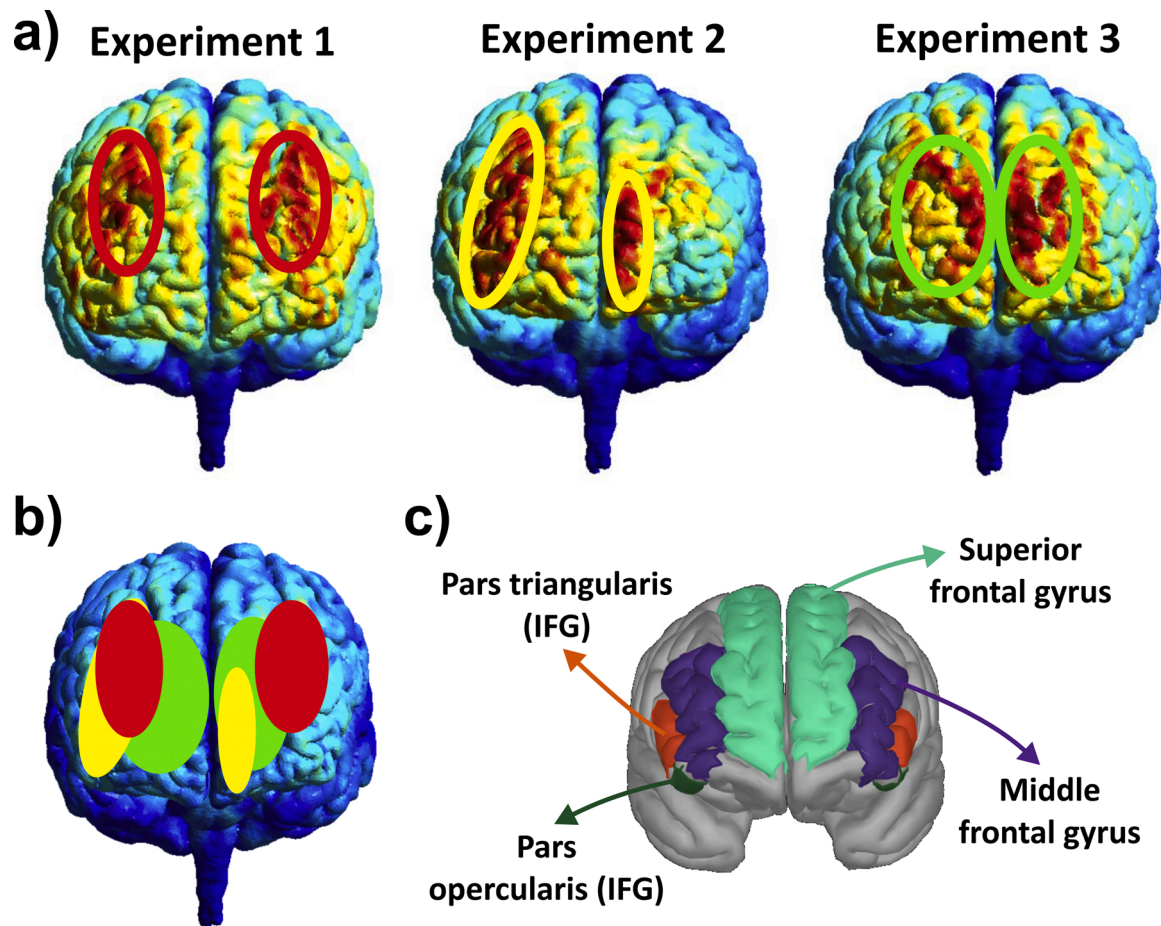 a)
Experiment 1
Experiment 2
Experiment 3
b)
c)
Pars triangularis
(IFG)
Superior
frontal gyrus
Pars
opercularis (IFG)
Middle
frontal gyrus